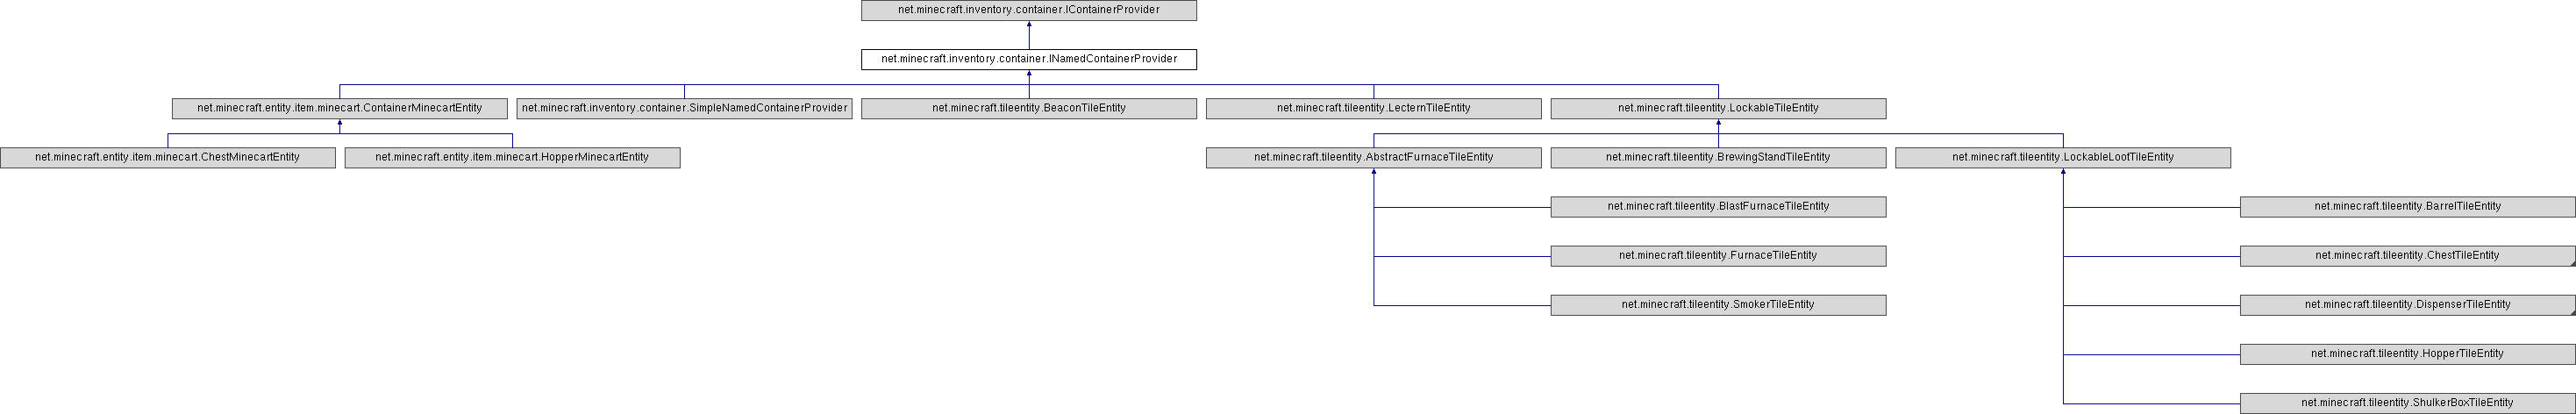 net.minecraft.inventory.container.IContainerProvider
net.minecraft.inventory.container.INamedContainerProvider
net.minecraft.entity.item.minecart.ContainerMinecartEntity
net.minecraft.inventory.container.SimpleNamedContainerProvider
net.minecraft.tileentity.BeaconTileEntity
net.minecraft.tileentity.LecternTileEntity
net.minecraft.tileentity.LockableTileEntity
net.minecraft.entity.item.minecart.ChestMinecartEntity
net.minecraft.entity.item.minecart.HopperMinecartEntity
net.minecraft.tileentity.AbstractFurnaceTileEntity
net.minecraft.tileentity.BrewingStandTileEntity
net.minecraft.tileentity.LockableLootTileEntity
net.minecraft.tileentity.BlastFurnaceTileEntity
net.minecraft.tileentity.BarrelTileEntity
net.minecraft.tileentity.FurnaceTileEntity
net.minecraft.tileentity.ChestTileEntity
net.minecraft.tileentity.SmokerTileEntity
net.minecraft.tileentity.DispenserTileEntity
net.minecraft.tileentity.HopperTileEntity
net.minecraft.tileentity.ShulkerBoxTileEntity